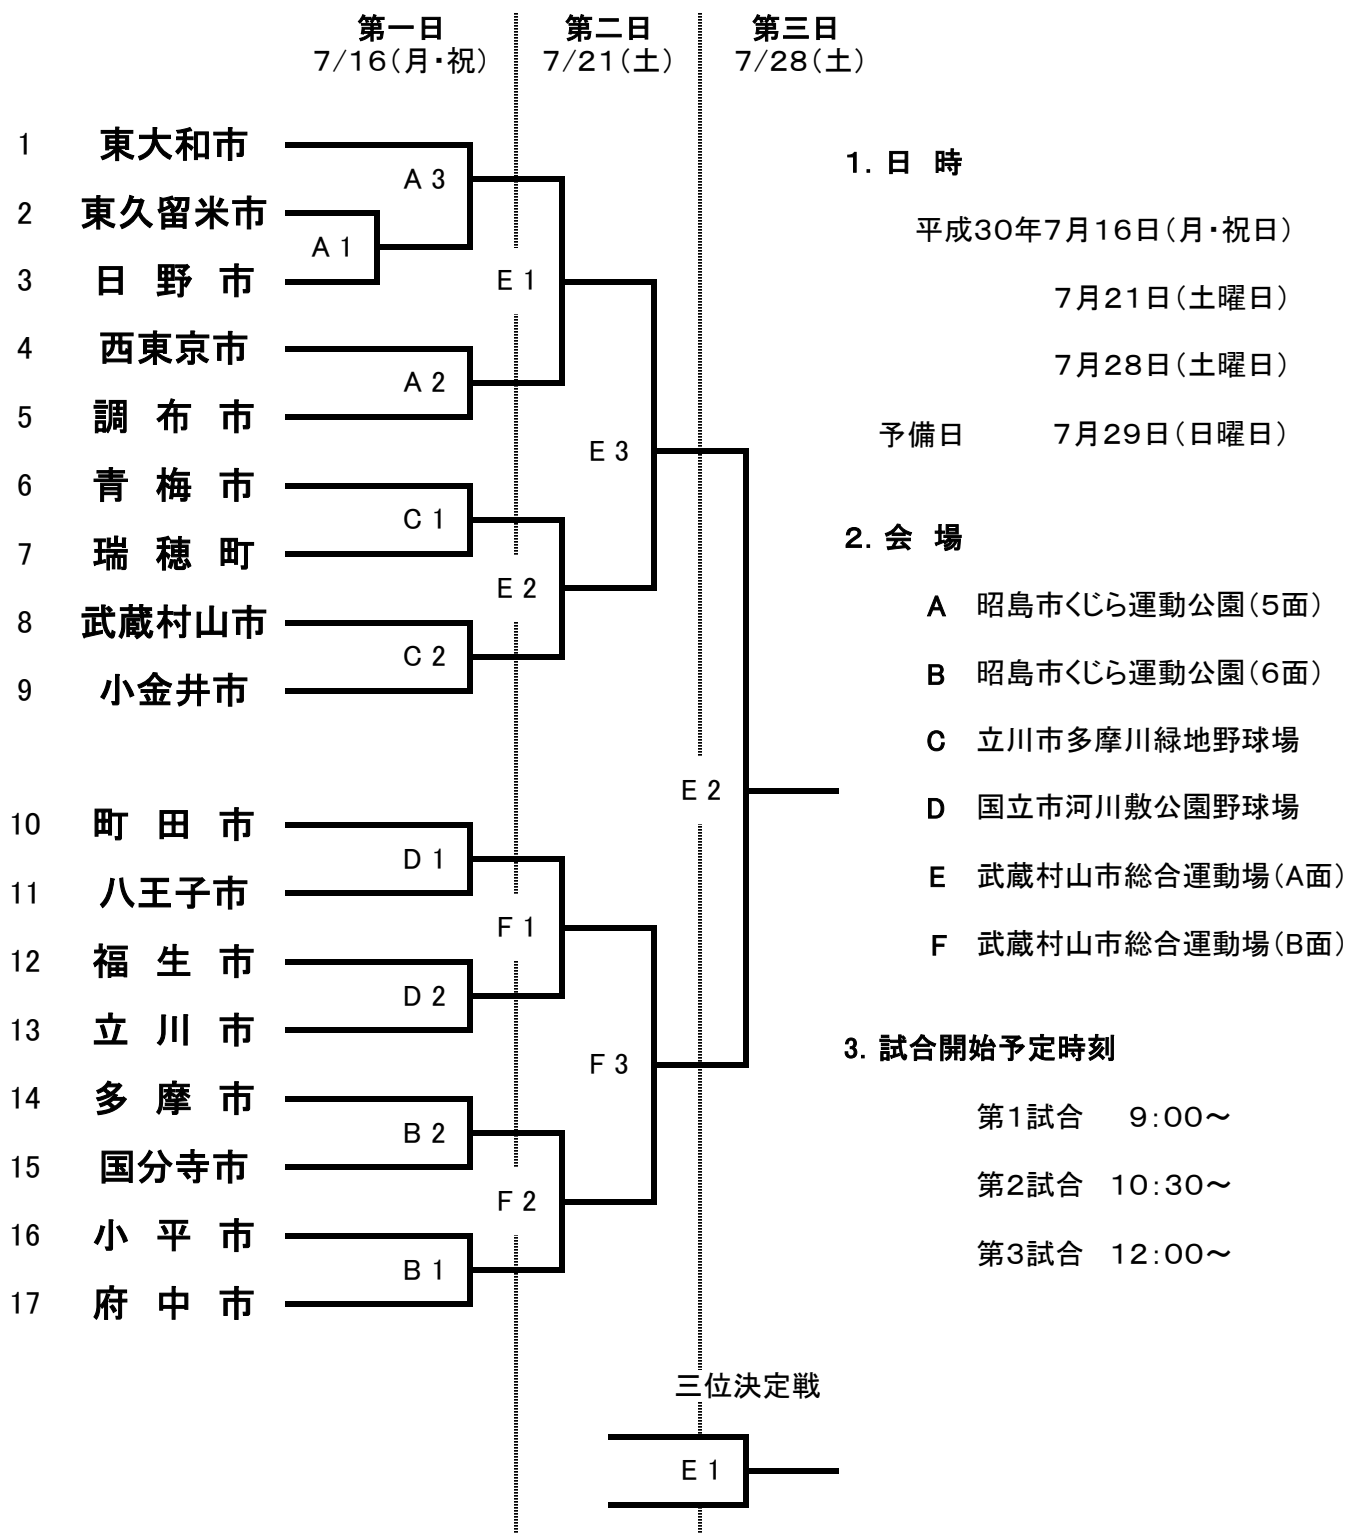 第一日 第二日 第三日
7/16(月・祝) 7/21(土) 7/28(土)
1 東大和市
2 東久留米市
3 日 野 市
4 西東京市
5 調 布 市
6 青 梅 市
7 瑞 穂 町
8 武蔵村山市
9 小金井市
10 町 田 市
11 八王子市
12 福 生 市
13 立 川 市
14 多 摩 市
15 国分寺市
16 小 平 市
17 府 中 市
A 3
A 1
A 2
C 1
C 2
D 1
D 2
B 2
B 1
E 1
E 2
F 1
F 2
E 3
F 3
E 2
三位決定戦
E 1
1. 日 時
平成30年7月16日(月・祝日)
7月21日(土曜日)
7月28日(土曜日)
予備日 7月29日(日曜日)
2. 会 場
A 昭島市くじら運動公園(5面)
B 昭島市くじら運動公園(6面)
C 立川市多摩川緑地野球場
D 国立市河川敷公園野球場
E 武蔵村山市総合運動場(A面)
F 武蔵村山市総合運動場(B面)
3. 試合開始予定時刻
第1試合 9:00~
第2試合 10:30~
第3試合 12:00~